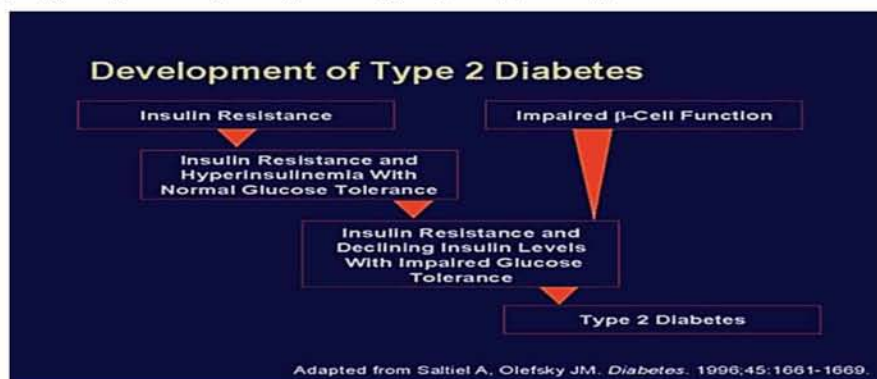 Development of Type 2 Diabetes
Insulin Resistance
Impaired β-Cell Function
Insulin Resistance and
Hyperinsulinemia With
Normal Glucose Tolerance
Insulin Resistance and
Declining Insulin Levels
With Impaired Glucose
Tolerance
Type 2 Diabetes
Adapted from Saltiel A, Olefsky JM. Diabetes. 1996;45:1661-1669.